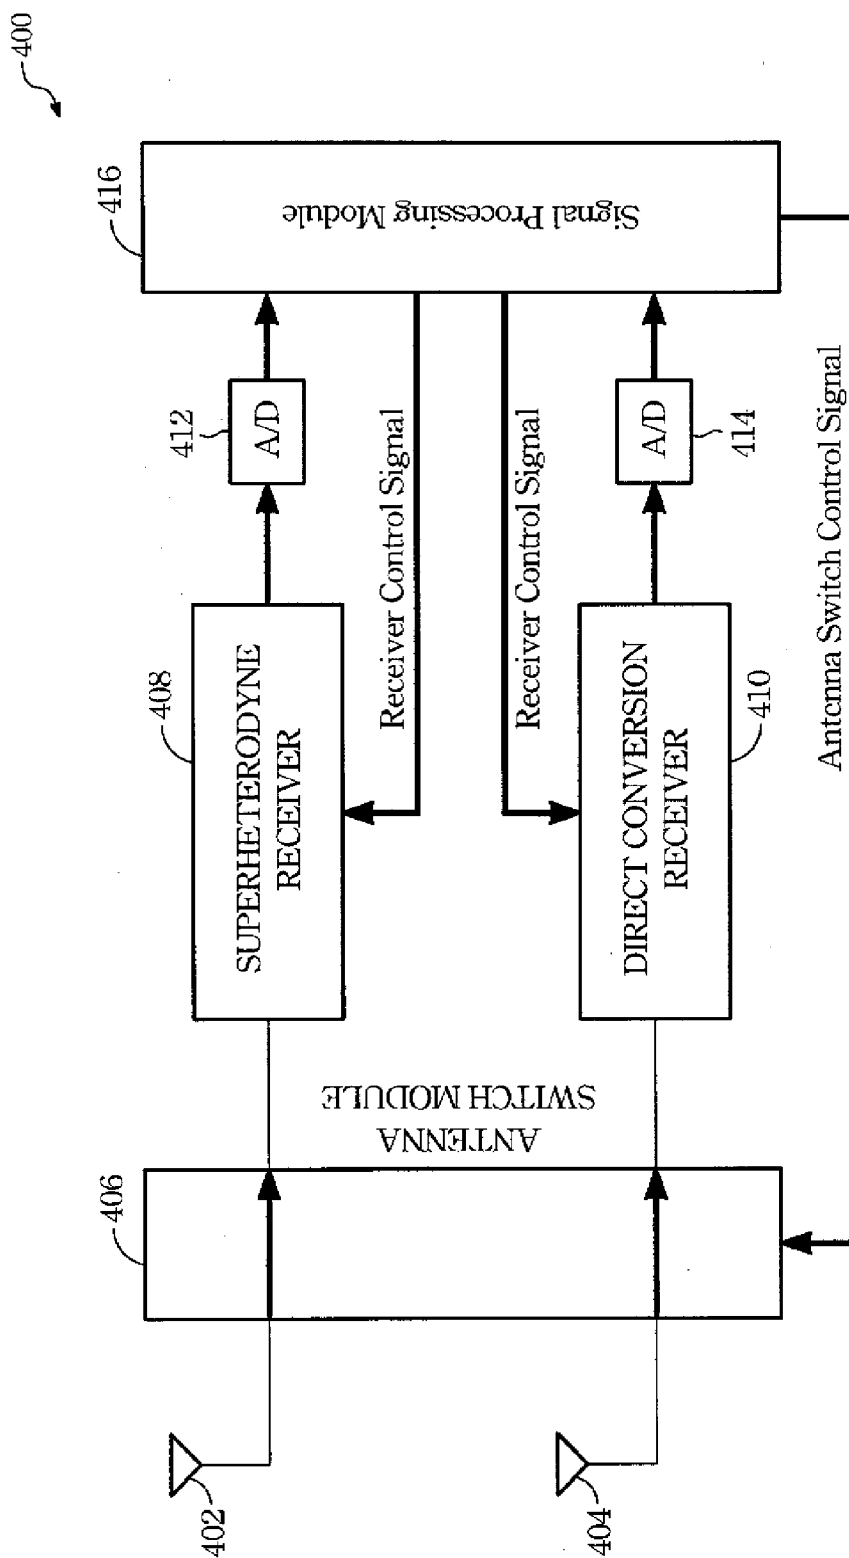 400
416
Signal Processing Module
412
A/D
414
A/D
Receiver Control Signal
Receiver Control Signal
Antenna Switch Control Signal
408
SUPERHETERODYNE
RECEIVER
410
DIRECT CONVERSION
RECEIVER
ANTENNA
SWITCH MODULE
406
402
404